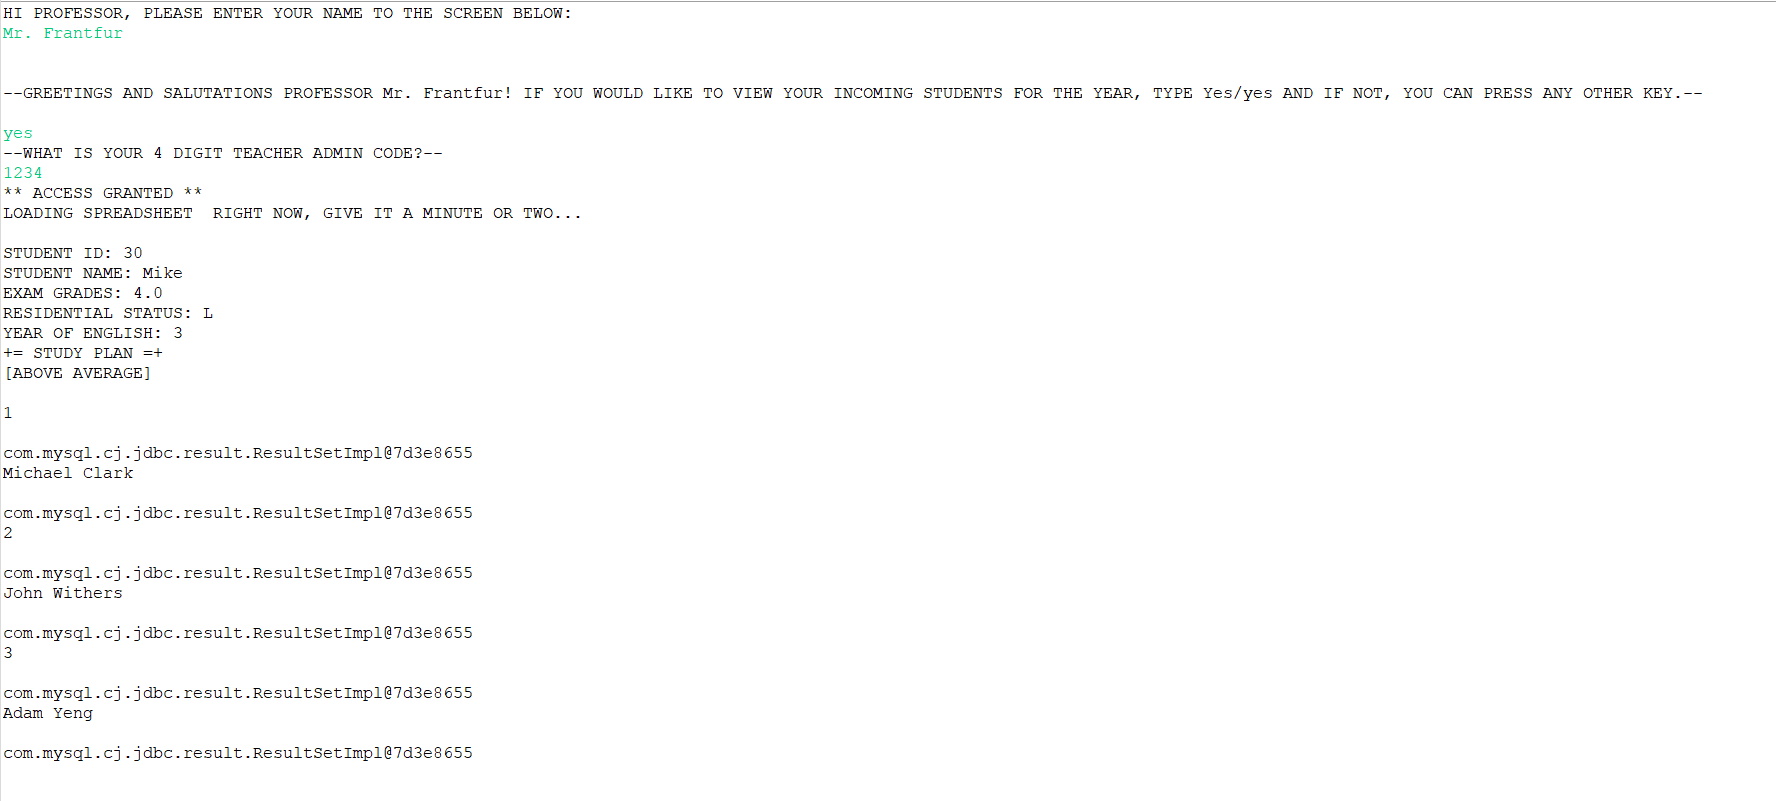 HI PROFESSOR, PLEASE ENTER YOUR NAME TO THE SCREEN BELOW:
Mr. Frantfur
--GREETINGS AND SALUTATIONS PROFESSOR Mr. Frantfur! IF YOU WOULD LIKE TO VIEW YOUR INCOMING STUDENTS FOR THE YEAR, TYPE Yes/yes AND IF NOT, YOU CAN PRESS ANY OTHER KEY.--
yes
--WHAT IS YOUR 4 DIGIT TEACHER ADMIN CODE?--
1234
** ACCESS GRANTED **
LOADING SPREADSHEET  RIGHT NOW, GIVE IT A MINUTE OR TWO...
STUDENT ID: 30
STUDENT NAME: Mike
EXAM GRADES: 4.0
RESIDENTIAL STATUS: L
YEAR OF ENGLISH: 3
+= STUDY PLAN =+
[ABOVE AVERAGE]
1
com.mysql.cj.jdbc.result.ResultSetImpl@7d3e8655
Michael Clark
com.mysql.cj.jdbc.result.ResultSetImpl@7d3e8655
2
com.mysql.cj.jdbc.result.ResultSetImpl@7d3e8655
John Withers
com.mysql.cj.jdbc.result.ResultSetImpl@7d3e8655
3
com.mysql.cj.jdbc.result.ResultSetImpl@7d3e8655
Adam Yeng
com.mysql.cj.jdbc.result.ResultSetImpl@7d3e8655